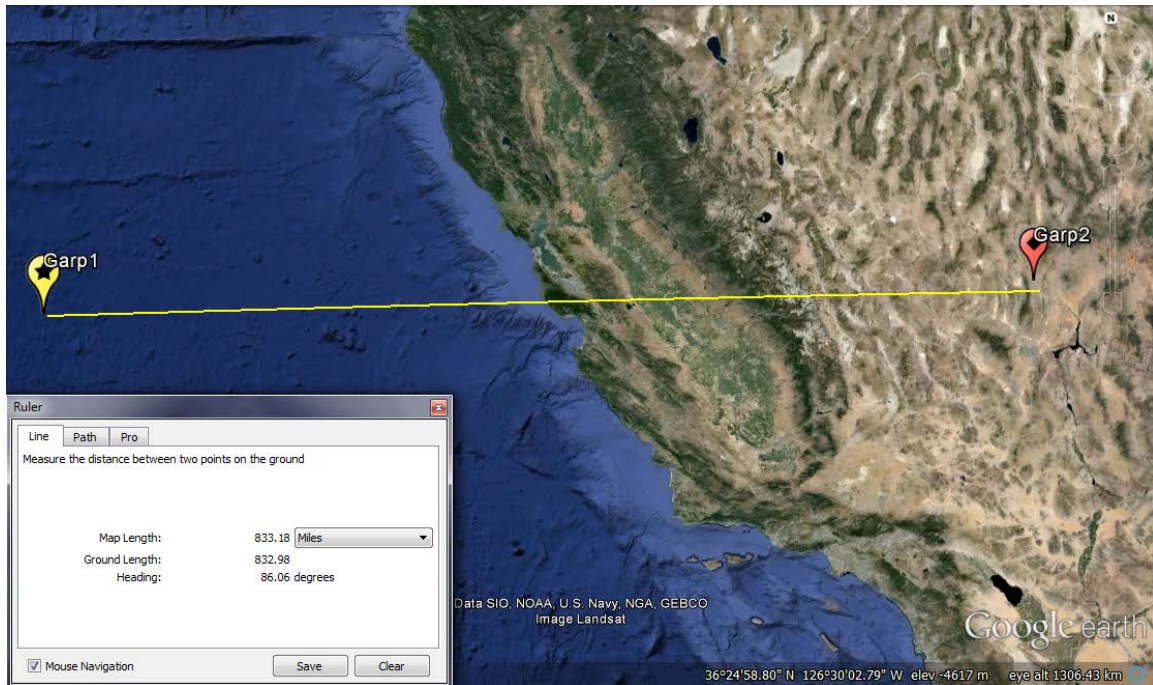 N
Garp2
Garp1
Ruler
Line Path Pro
Measure the distance between two points on the ground
Map Length: 833.18 Miles
Ground Length: 832.98
Heading: 86.06 degrees
Mouse Navigation Save Clear
Data SIO, NOAA, U.S. Navy, NGA, GEBCO
Image Landsat
Google earth
36°24'58.80" N 126°30'02.79" W elev -4617 m eye alt 1306.43 km